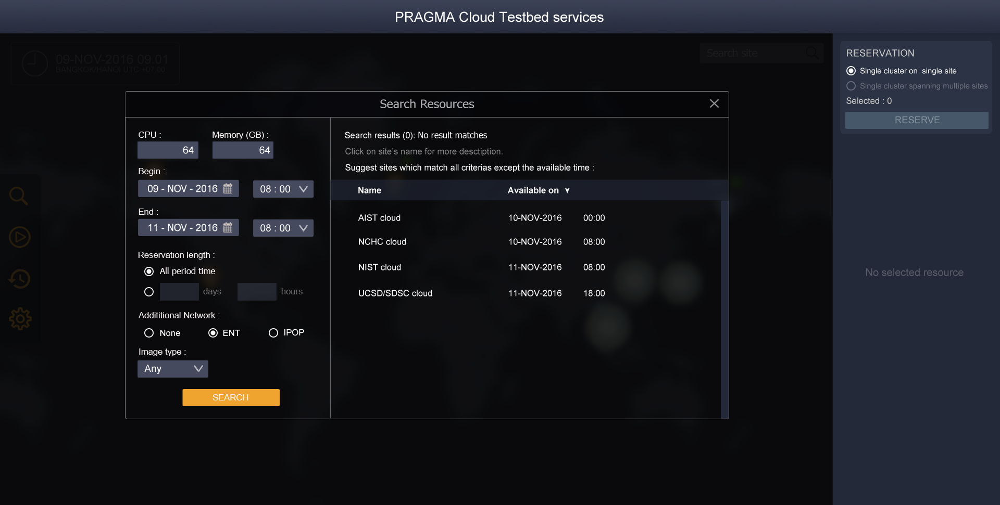 PRAGMA Cloud Testbed services
09-NOV-2016 09.01
BANGKOK/HANOI UTC +07:00
Search site
RESERVATION
Single cluster on  single site
Single cluster spanning multiple sites
Selected : 0
RESERVE
No selected resource
Search Resources
CPU :
Memory (GB) :
64
64
Begin :
09 - NOV - 2016
08 : 00
End :
11 - NOV - 2016
08 : 00
Reservation length :
All period time
days
hours
Addititional Network :
None
ENT
IPOP
Image type :
Any
SEARCH
Search results (0): No result matches
Click on site's name for more desctiption.
Suggest sites which match all criterias except the available time :
Name Available on ▼
AIST cloud 10-NOV-2016 00:00
NCHC cloud 10-NOV-2016 08:00
NIST cloud 11-NOV-2016 08:00
UCSD/SDSC cloud 11-NOV-2016 18:00